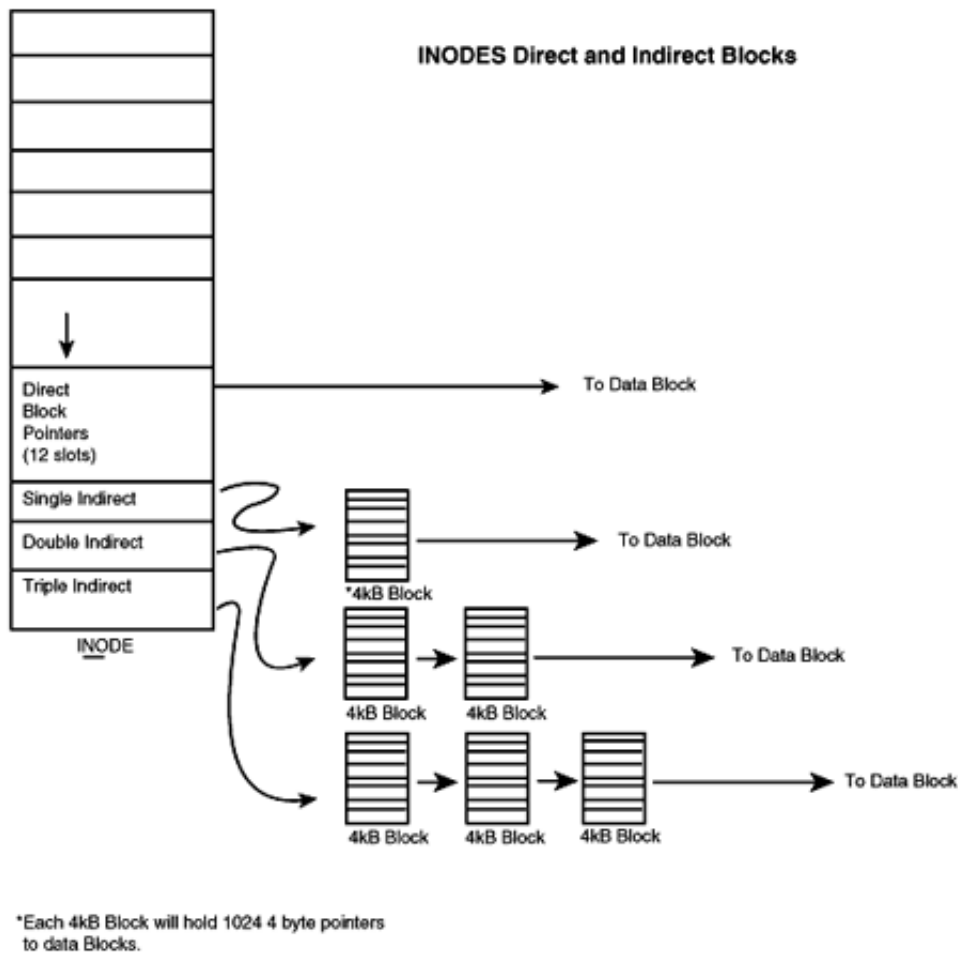 INODES Direct and Indirect Blocks
Direct
Block
Pointers
(12 slots)
To Data Block
Single Indirect
Double Indirect
Triple Indirect
INODE
To Data Block
*4kB Block
To Data Block
4kB Block 4kB Block
To Data Block
4kB Block 4kB Block 4kB Block
*Each 4kB Block will hold 1024 4 byte pointers
to data Blocks.